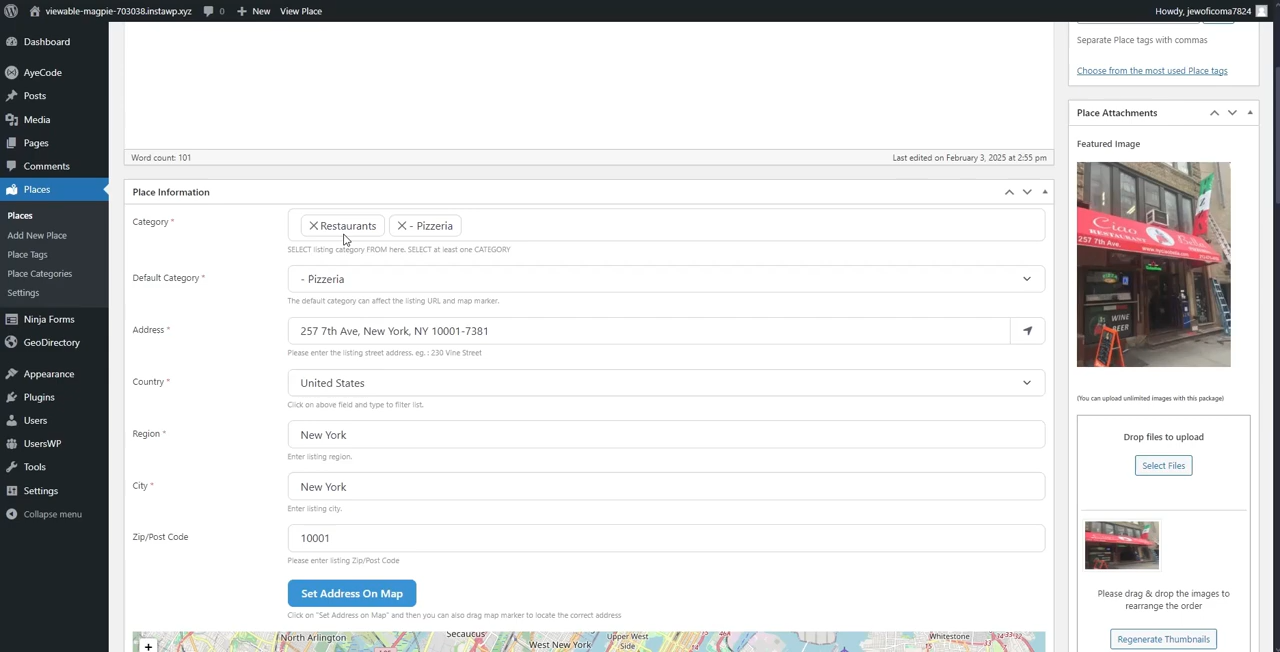 viewable-magpie-703038.instawp.xyz
0
New
View Place
Howdy, jewoficoma7824
Dashboard
AyeCode
Posts
Media
Pages
Comments
Places
Places
Add New Place
Place Tags
Place Categories
Settings
Ninja Forms
GeoDirectory
Appearance
Plugins
Users
UsersWP
Tools
Settings
Collapse menu
Word count: 101
Last edited on February 3, 2025 at 2:55 pm
Place Information
Category *
Restaurants
- Pizzeria
SELECT listing category FROM here. SELECT at least one CATEGORY
Default Category *
- Pizzeria
The default category can affect the listing URL and map marker.
Address *
257 7th Ave, New York, NY 10001-7381
Please enter the listing street address. eg. : 230 Vine Street
Country *
United States
Click on above field and type to filter list.
Region *
New York
Enter listing region.
City *
New York
Enter listing city.
Zip/Post Code
10001
Please enter listing Zip/Post Code
Set Address On Map
Click on "Set Address on Map" and then you can also drag map marker to locate the correct address
+
North Arlington
Secaucus
West New York
Upper West
Side
Whitestone
Separate Place tags with commas
Choose from the most used Place tags
Place Attachments
Featured Image
Ciao
RESTAURANT
257 7th Ave.
WINE
BEER
(You can upload unlimited images with this package)
Drop files to upload
Select Files
Please drag & drop the images to
rearrange the order
Regenerate Thumbnails